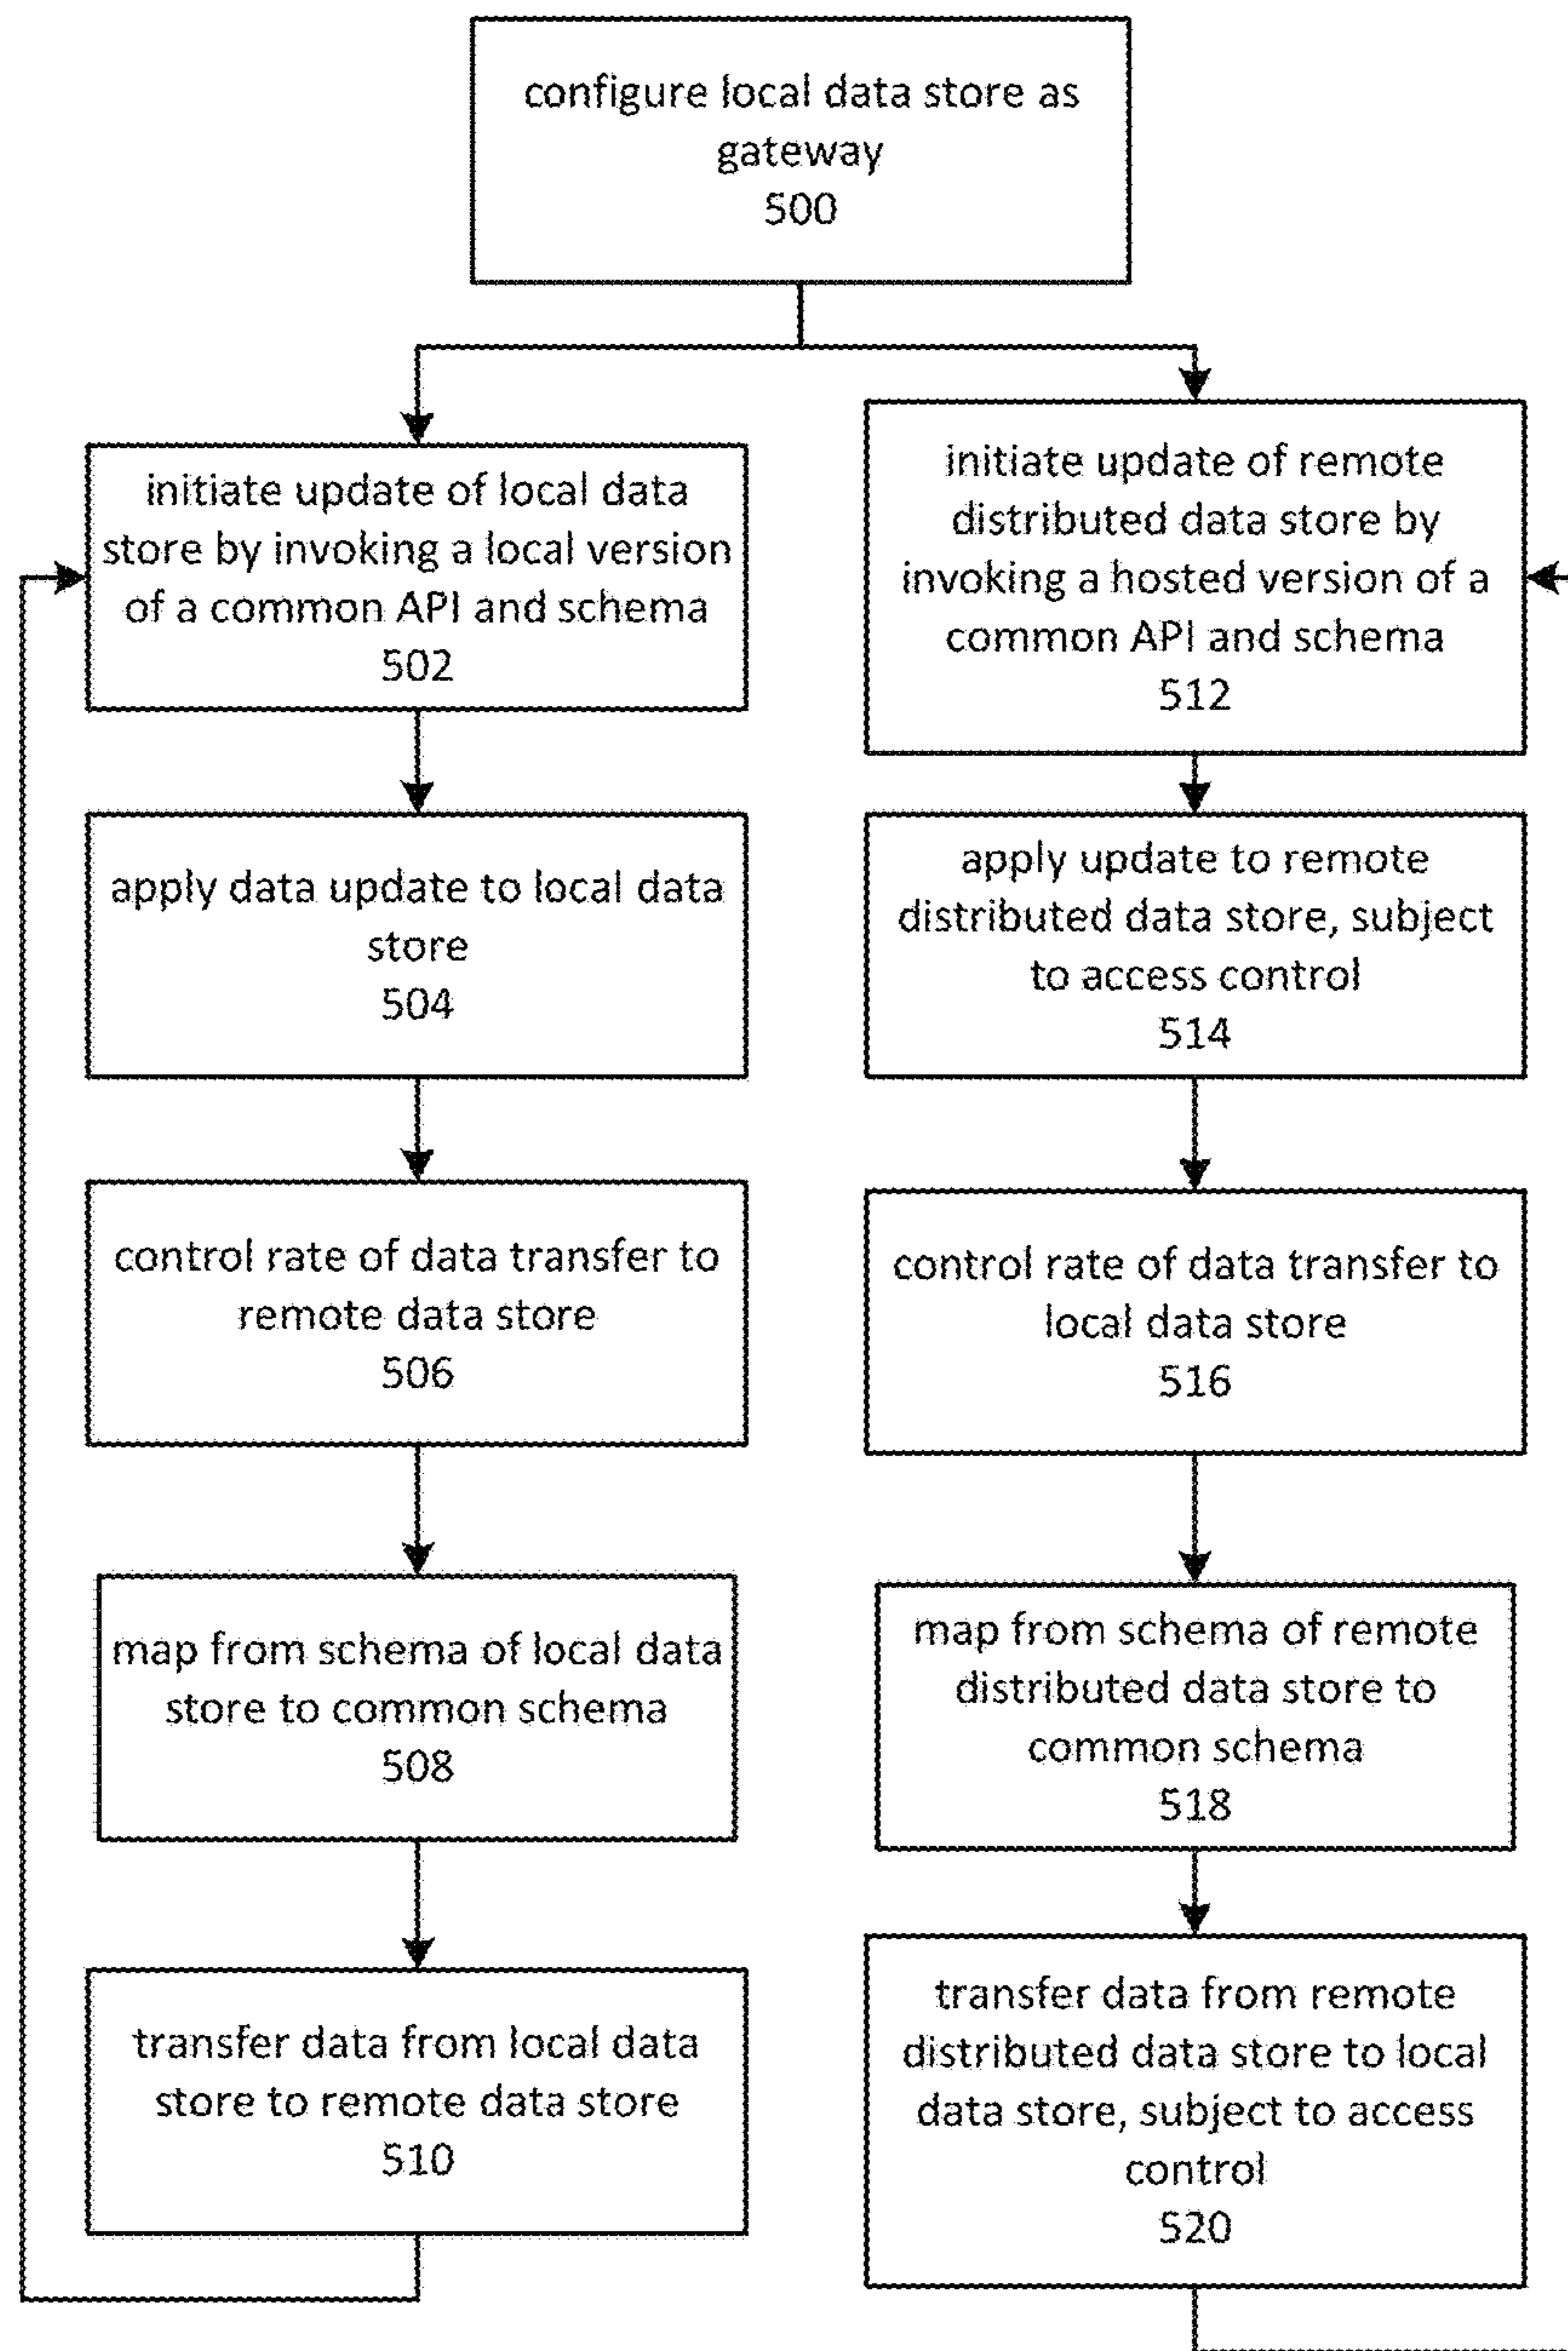 configure local data store as
gateway
500
initiate update of local data
store by invoking a local version
of a common API and schema
502
apply data update to local data
store
504
control rate of data transfer to
remote data store
506
map from schema of local data
store to common schema
508
transfer data from local data
store to remote data store
510
initiate update of remote
distributed data store by
invoking a hosted version of a
common API and schema
512
apply update to remote
distributed data store, subject
to access control
514
control rate of data transfer to
local data store
516
map from schema of remote
distributed data store to
common schema
518
transfer data from remote
distributed data store to local
data store, subject to access
control
520